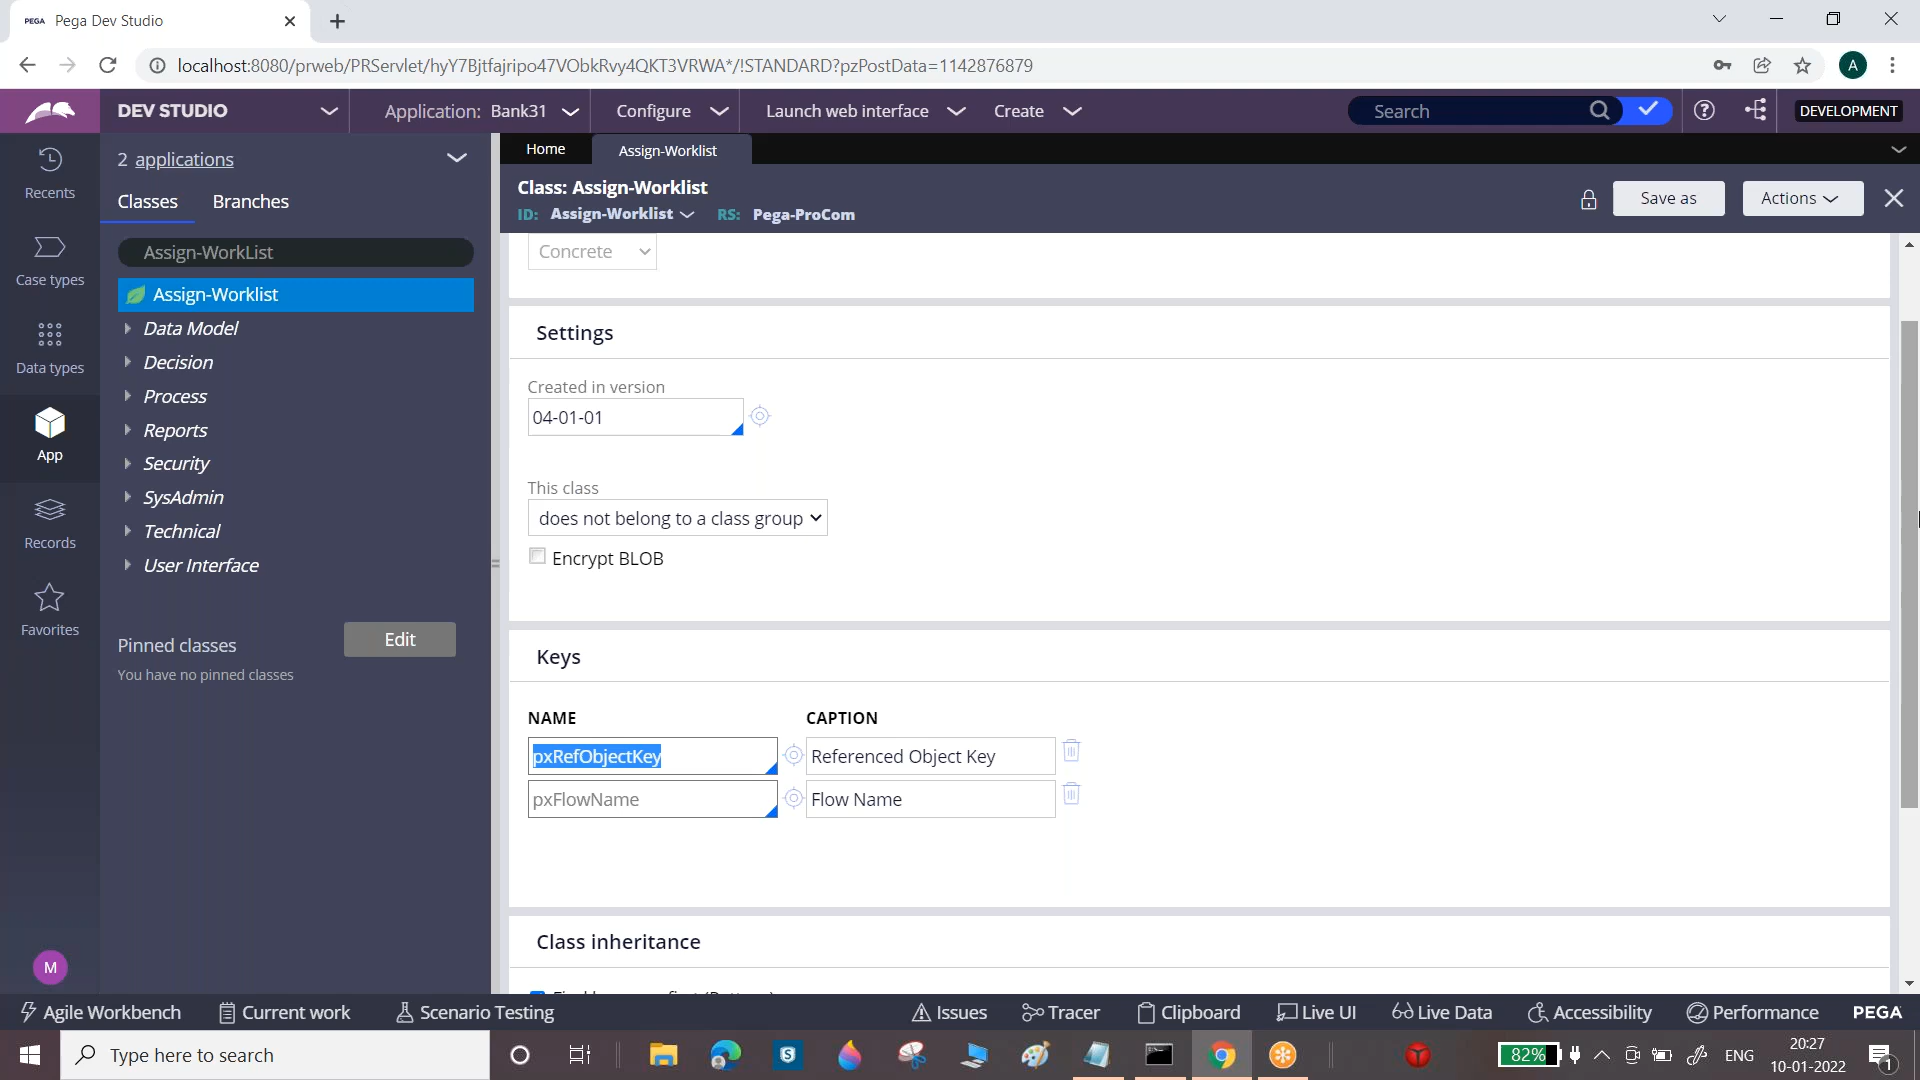 PEGA Pega Dev Studio
localhost:8080/prweb/PRServlet/hyY7Bjtfajripo47VObkRvy4QKT3VRWA*/!STANDARD?pzPostData=1142876879
A
DEV STUDIO
Application: Bank31
Configure
Launch web interface
Create
Search
DEVELOPMENT
Recents
Case types
Data types
App
Records
Favorites
M
2 applications
Classes
Branches
Assign-WorkList
Assign-Worklist
Data Model
Decision
Process
Reports
Security
SysAdmin
Technical
User Interface
Pinned classes
Edit
You have no pinned classes
Home
Assign-Worklist
Class: Assign-Worklist
ID: Assign-Worklist RS: Pega-ProCom
Save as
Actions
Concrete
Settings
Created in version
04-01-01
This class
does not belong to a class group
Encrypt BLOB
Keys
NAME CAPTION
pxRefObjectKey Referenced Object Key
pxFlowName Flow Name
Class inheritance
Agile Workbench
Current work
Scenario Testing
Issues
Tracer
Clipboard
Live UI
Live Data
Accessibility
Performance
PEGA
Type here to search
82%
ENG
20:27
10-01-2022
1